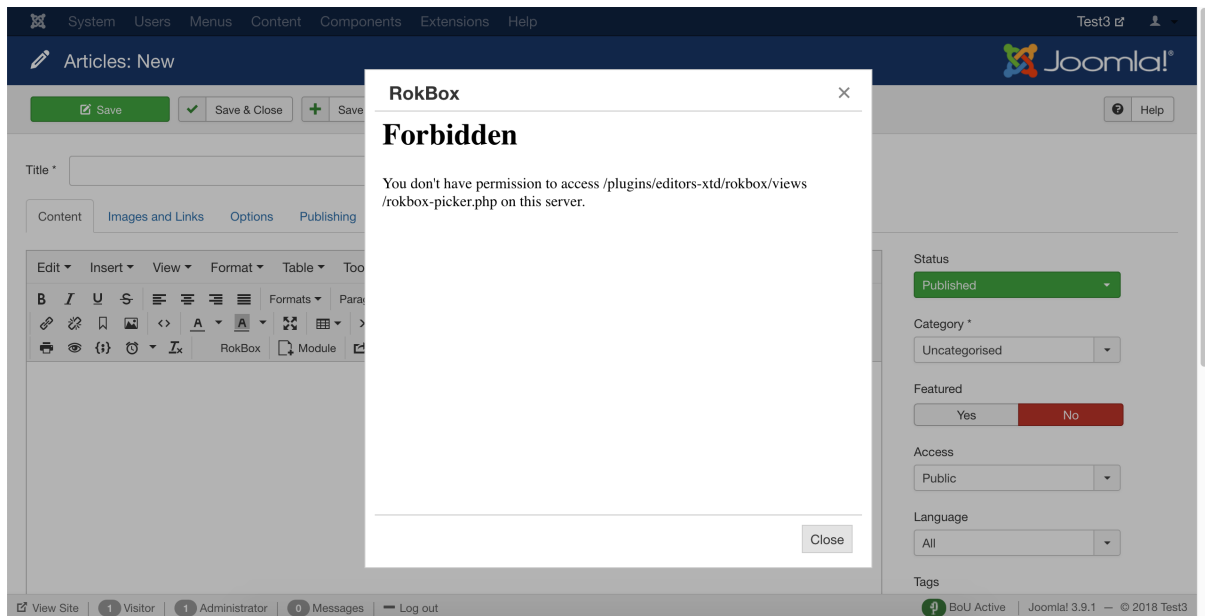 System Users Menus Content Components Extensions Help Test3
Articles: New Joomla!®
RokBox ×
Save Save & Close Save Help
Forbidden
Title *
You don't have permission to access /plugins/editors-xtd/rokbox/views
/rokbox-picker.php on this server.
Content Images and Links Options Publishing
Status
Edit Insert View Format Table Too
Published
B I U S Formats Para
Category *
A A
Uncategorised
{;} Ix RokBox Module
Featured
Yes No
Access
Public
Language
Close
All
Tags
View Site 1 Visitor 1 Administrator 0 Messages Log out BoU Active Joomla! 3.9.1 — © 2018 Test3